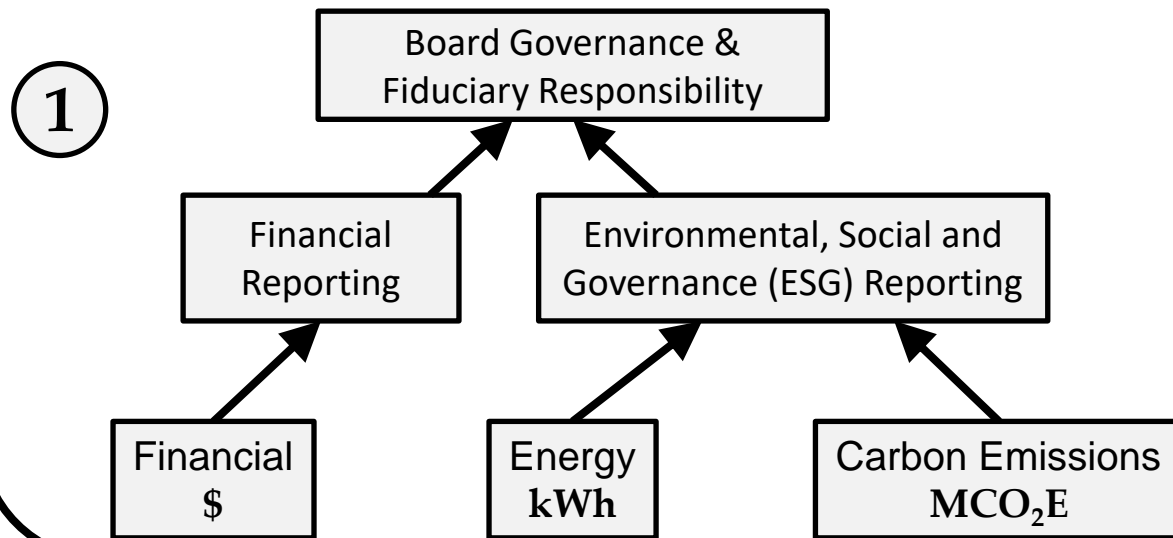 1
Board Governance &
Fiduciary Responsibility
Financial
Reporting
Environmental, Social and
Governance (ESG) Reporting
Financial
$
Energy
kWh
Carbon Emissions
MCO₂E